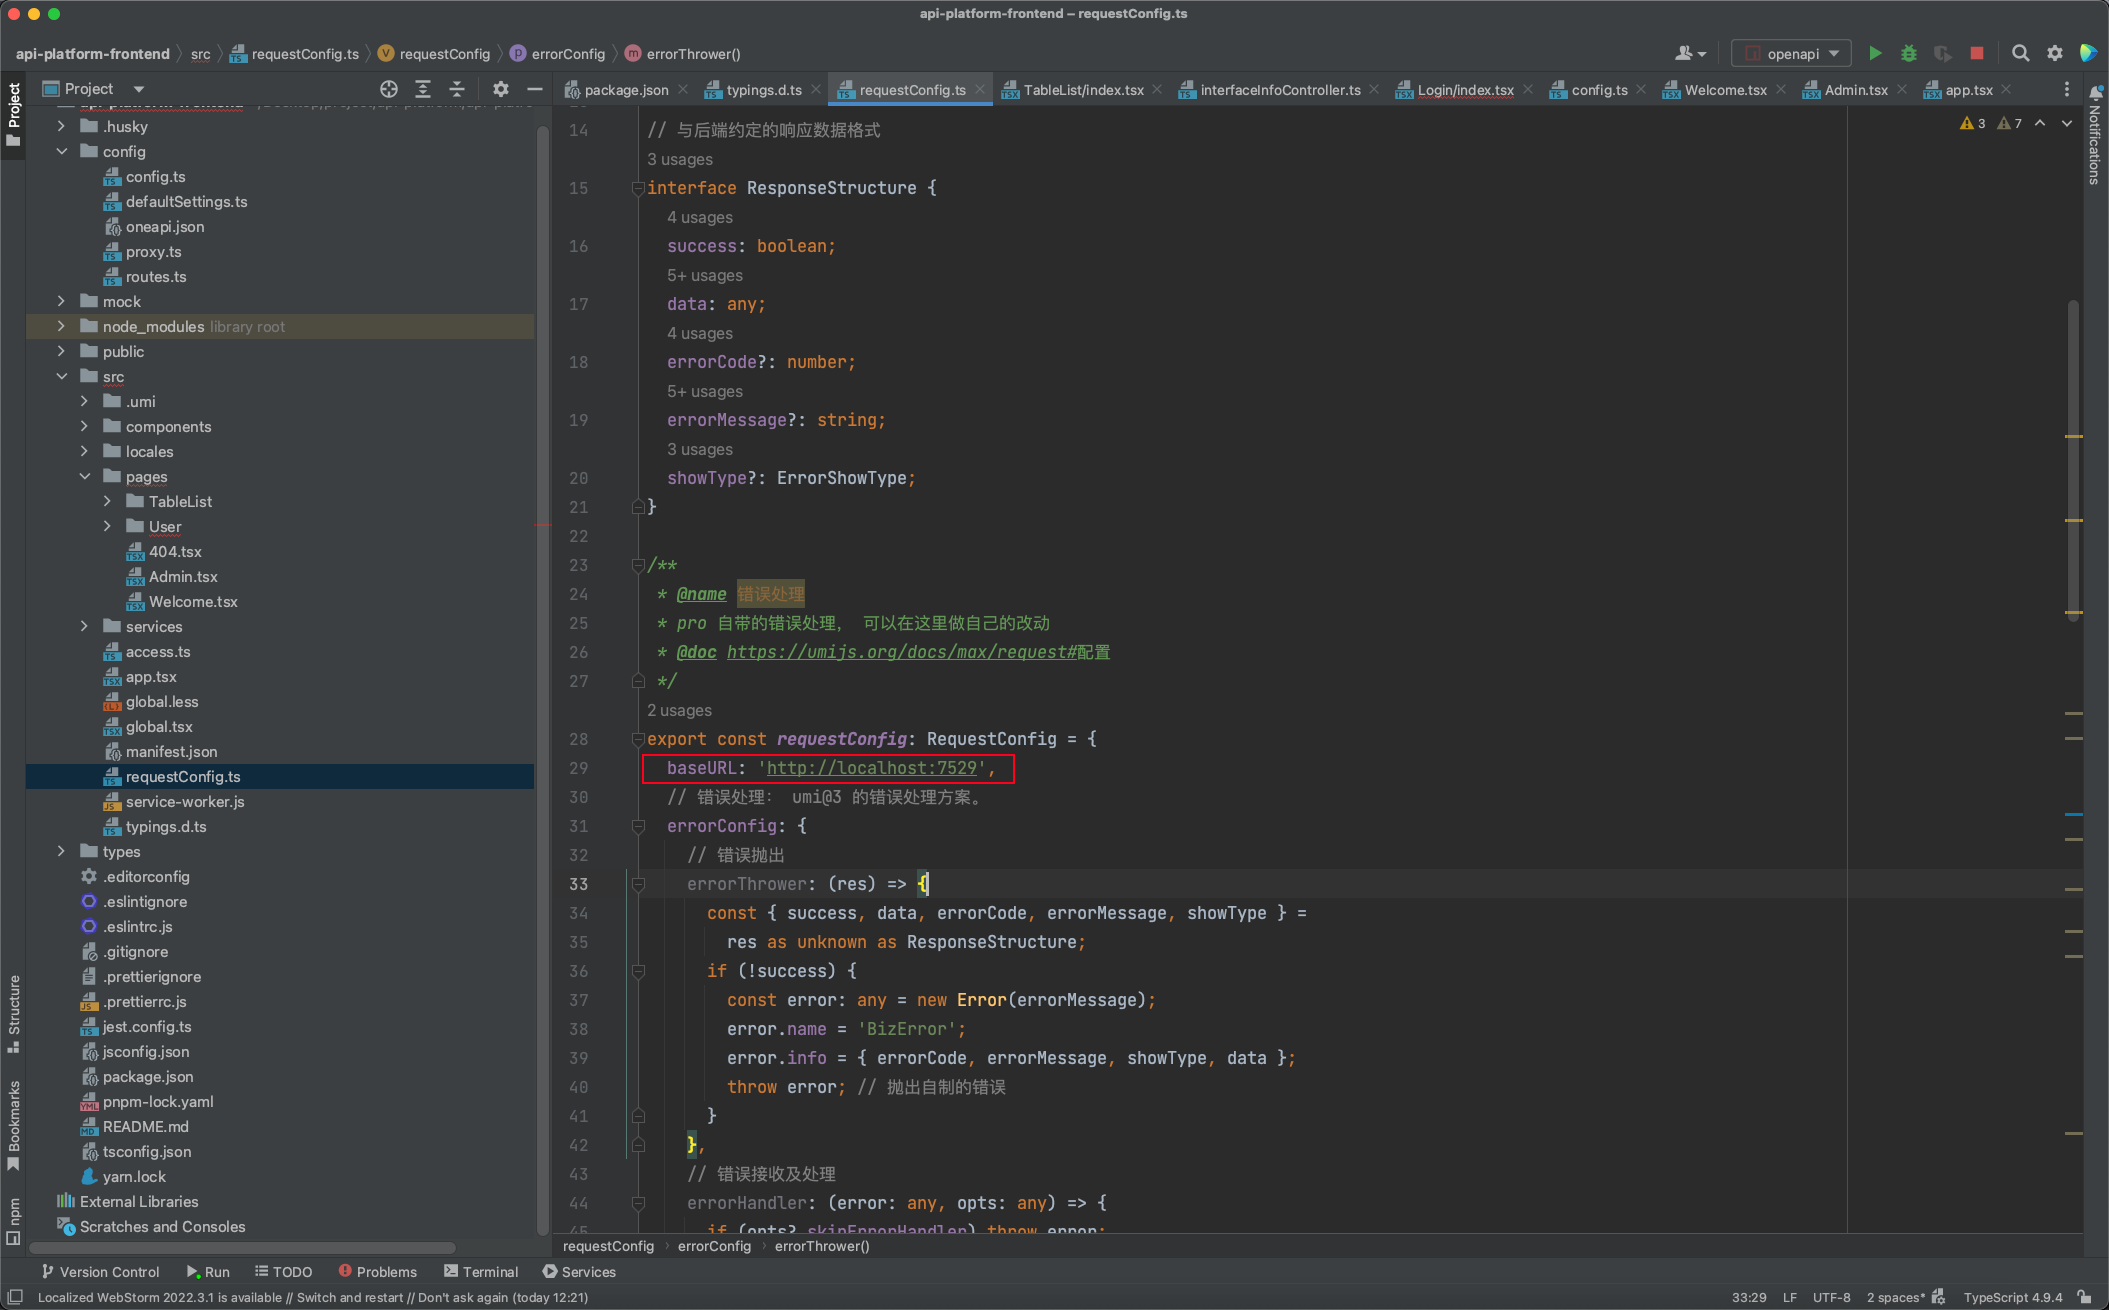 api-platform-frontend – requestConfig.ts
api-platform-frontend src requestConfig.ts requestConfig errorConfig errorThrower()
openapi
Project
package.json typings.d.ts requestConfig.ts TableList/index.tsx interfaceInfoController.ts Login/index.tsx config.ts Welcome.tsx Admin.tsx app.tsx
Project
Structure
Bookmarks
npm
Notifications
.husky
config
config.ts
defaultSettings.ts
oneapi.json
proxy.ts
routes.ts
mock
node_modules library root
public
src
.umi
components
locales
pages
TableList
User
404.tsx
Admin.tsx
Welcome.tsx
services
access.ts
app.tsx
global.less
global.tsx
manifest.json
requestConfig.ts
service-worker.js
typings.d.ts
types
.editorconfig
.eslintignore
.eslintrc.js
.gitignore
.prettierignore
.prettierrc.js
jest.config.ts
jsconfig.json
package.json
pnpm-lock.yaml
README.md
tsconfig.json
yarn.lock
External Libraries
Scratches and Consoles
3 7
14 // 与后端约定的响应数据格式
3 usages
15 interface ResponseStructure {
4 usages
16 success: boolean;
5+ usages
17 data: any;
4 usages
18 errorCode?: number;
5+ usages
19 errorMessage?: string;
3 usages
20 showType?: ErrorShowType;
21 }
22
23 /**
24 * @name 错误处理
25 * pro 自带的错误处理， 可以在这里做自己的改动
26 * @doc https://umijs.org/docs/max/request#配置
27 */
2 usages
28 export const requestConfig: RequestConfig = {
29 baseURL: 'http://localhost:7529',
30 // 错误处理： umi@3 的错误处理方案。
31 errorConfig: {
32 // 错误抛出
33 errorThrower: (res) => {
34 const { success, data, errorCode, errorMessage, showType } =
35 res as unknown as ResponseStructure;
36 if (!success) {
37 const error: any = new Error(errorMessage);
38 error.name = 'BizError';
39 error.info = { errorCode, errorMessage, showType, data };
40 throw error; // 抛出自制的错误
41 }
42 },
43 // 错误接收及处理
44 errorHandler: (error: any, opts: any) => {
45 if (opts?.skipErrorHandler) throw error;
requestConfig errorConfig errorThrower()
Version Control Run TODO Problems Terminal Services
Localized WebStorm 2022.3.1 is available // Switch and restart // Don't ask again (today 12:21)
33:29 LF UTF-8 2 spaces* TypeScript 4.9.4